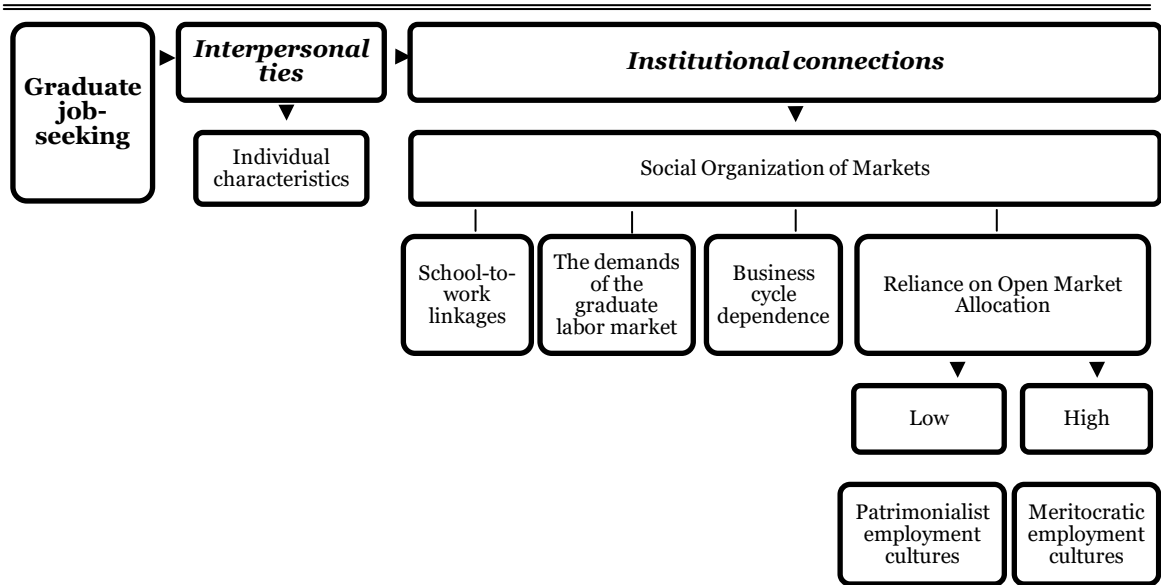 Graduate
job-
seeking
Interpersonal
ties
Institutional connections
Individual
characteristics
Social Organization of Markets
School-to-
work
linkages
The demands
of the
graduate
labor market
Business
cycle
dependence
Reliance on Open Market
Allocation
Low
High
Patrimonialist
employment
cultures
Meritocratic
employment
cultures